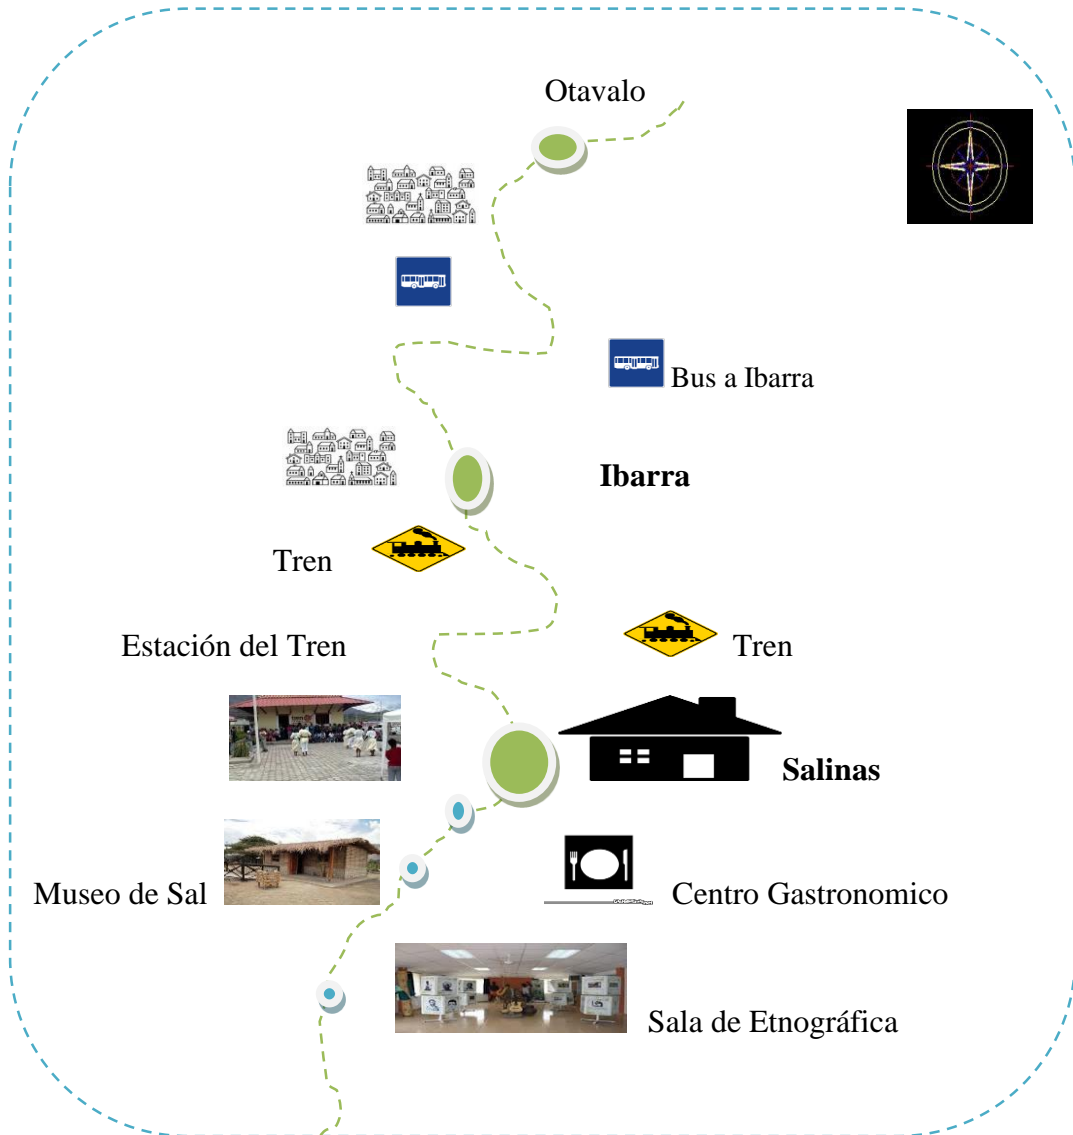 Otavalo
Bus a Ibarra
Ibarra
Tren
Tren
Estación del Tren
Salinas
Museo de Sal
Centro Gastronomico
Sala de Etnográfica